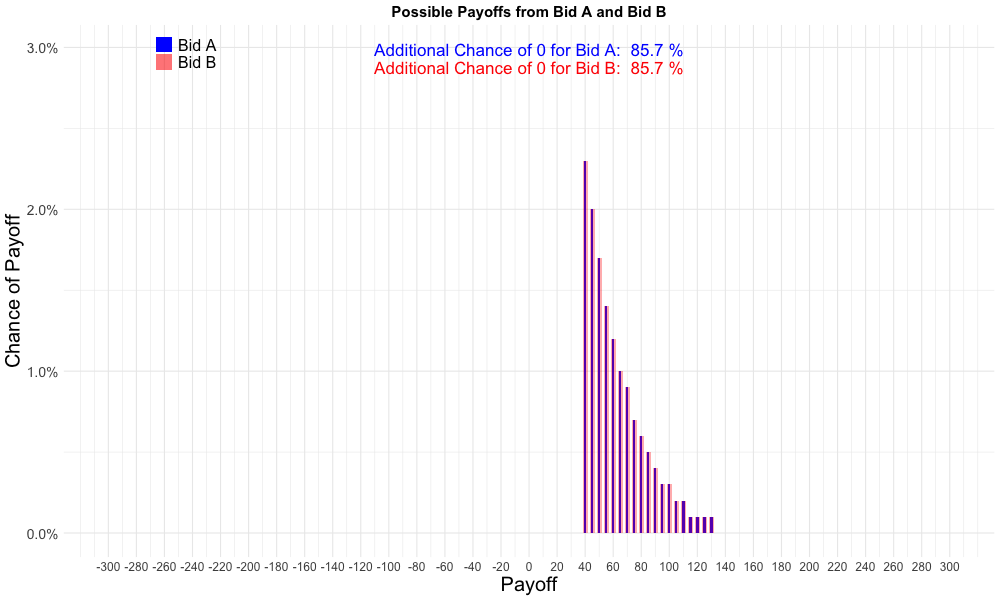 Possible Payoffs from Bid A and Bid B
Bid A
Bid B
Additional Chance of 0 for Bid A: 85.7 %
Additional Chance of 0 for Bid B: 85.7 %
Chance of Payoff
3.0%
2.0%
1.0%
0.0%
-300 -280 -260 -240 -220 -200 -180 -160 -140 -120 -100 -80 -60 -40 -20 0 20 40 60 80 100 120 140 160 180 200 220 240 260 280 300
Payoff